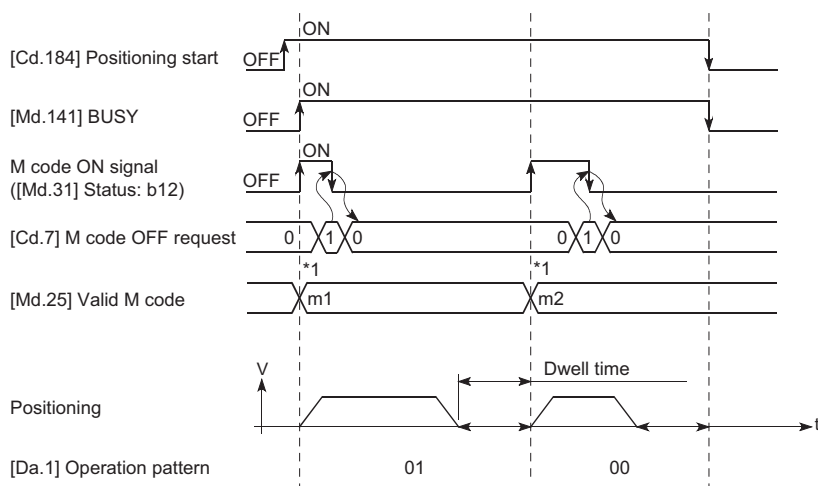 ON
[Cd.184] Positioning start
OFF
ON
[Md.141] BUSY
OFF
M code ON signal
([Md.31] Status: b12)
ON
OFF
[Cd.7] M code OFF request
0 1 0 0 1 0
*1 *1
[Md.25] Valid M code
m1 m2
V
Dwell time
Positioning
t
[Da.1] Operation pattern
01 00